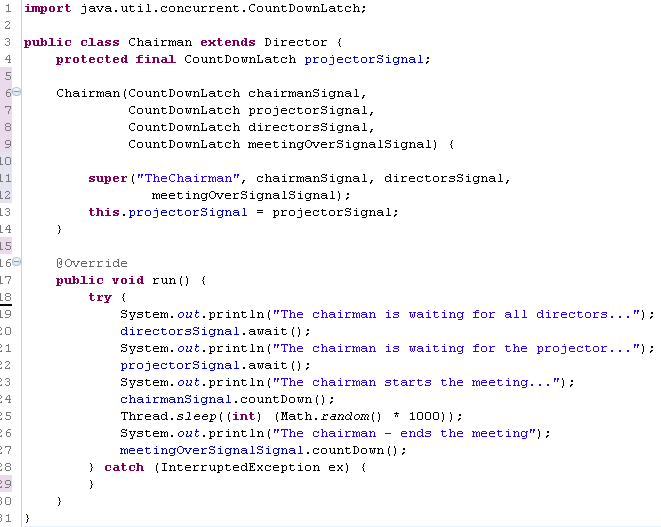 1 import java.util.concurrent.CountDownLatch;
2
3 public class Chairman extends Director {
4     protected final CountDownLatch projectorSignal;
5
6     Chairman(CountDownLatch chairmanSignal,
7              CountDownLatch projectorSignal,
8              CountDownLatch directorsSignal,
9              CountDownLatch meetingOverSignalSignal) {
10
11         super("TheChairman", chairmanSignal, directorsSignal,
12                 meetingOverSignalSignal);
13         this.projectorSignal = projectorSignal;
14     }
15
16     @Override
17     public void run() {
18         try {
19             System.out.println("The chairman is waiting for all directors...");
20             directorsSignal.await();
21             System.out.println("The chairman is waiting for the projector...");
22             projectorSignal.await();
23             System.out.println("The chairman starts the meeting...");
24             chairmanSignal.countDown();
25             Thread.sleep((int) (Math.random() * 1000));
26             System.out.println("The chairman - ends the meeting");
27             meetingOverSignalSignal.countDown();
28         } catch (InterruptedException ex) {
29         }
30     }
31 }